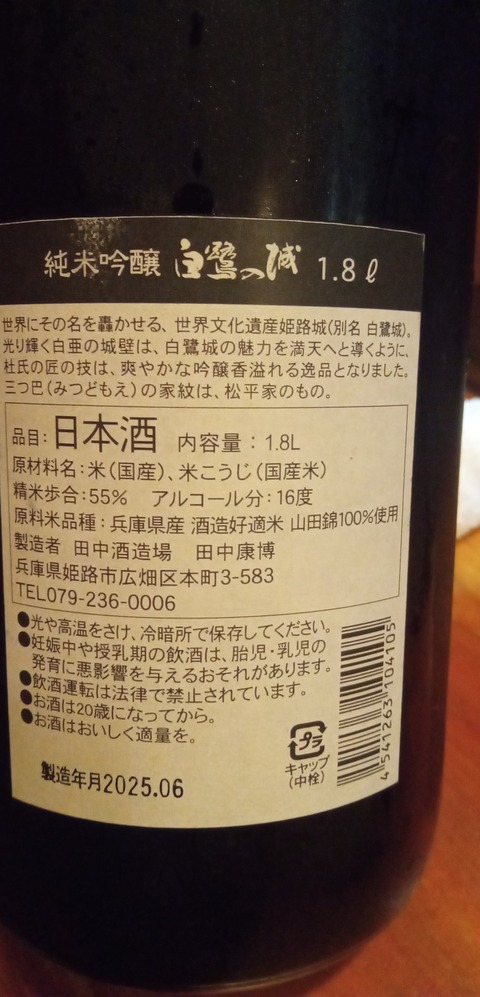 純米吟醸 白鷺の城 1.8ℓ
世界にその名を轟かせる、世界文化遺産姫路城(別名 白鷺城)。
光り輝く白亜の城壁は、白鷺城の魅力を満天へと導くように、
杜氏の匠の技は、爽やかな吟醸香溢れる逸品となりました。
三つ巴(みつどもえ)の家紋は、松平家のもの。
品目:日本酒 内容量:1.8L
原材料名:米(国産)、米こうじ(国産米)
精米歩合:55% アルコール分:16度
原料米品種:兵庫県産 酒造好適米 山田錦100%使用
製造者 田中酒造場 田中康博
兵庫県姫路市広畑区本町3-583
TEL079-236-0006
●光や高温をさけ、冷暗所で保存してください。
●妊娠中や授乳期の飲酒は、胎児・乳児の
発育に悪影響を与えるおそれがあります。
●飲酒運転は法律で禁止されています。
●お酒は20歳になってから。
●お酒はおいしく適量を。
プラ
キャップ
(中栓)
4 541263 104105
製造年月2025.06